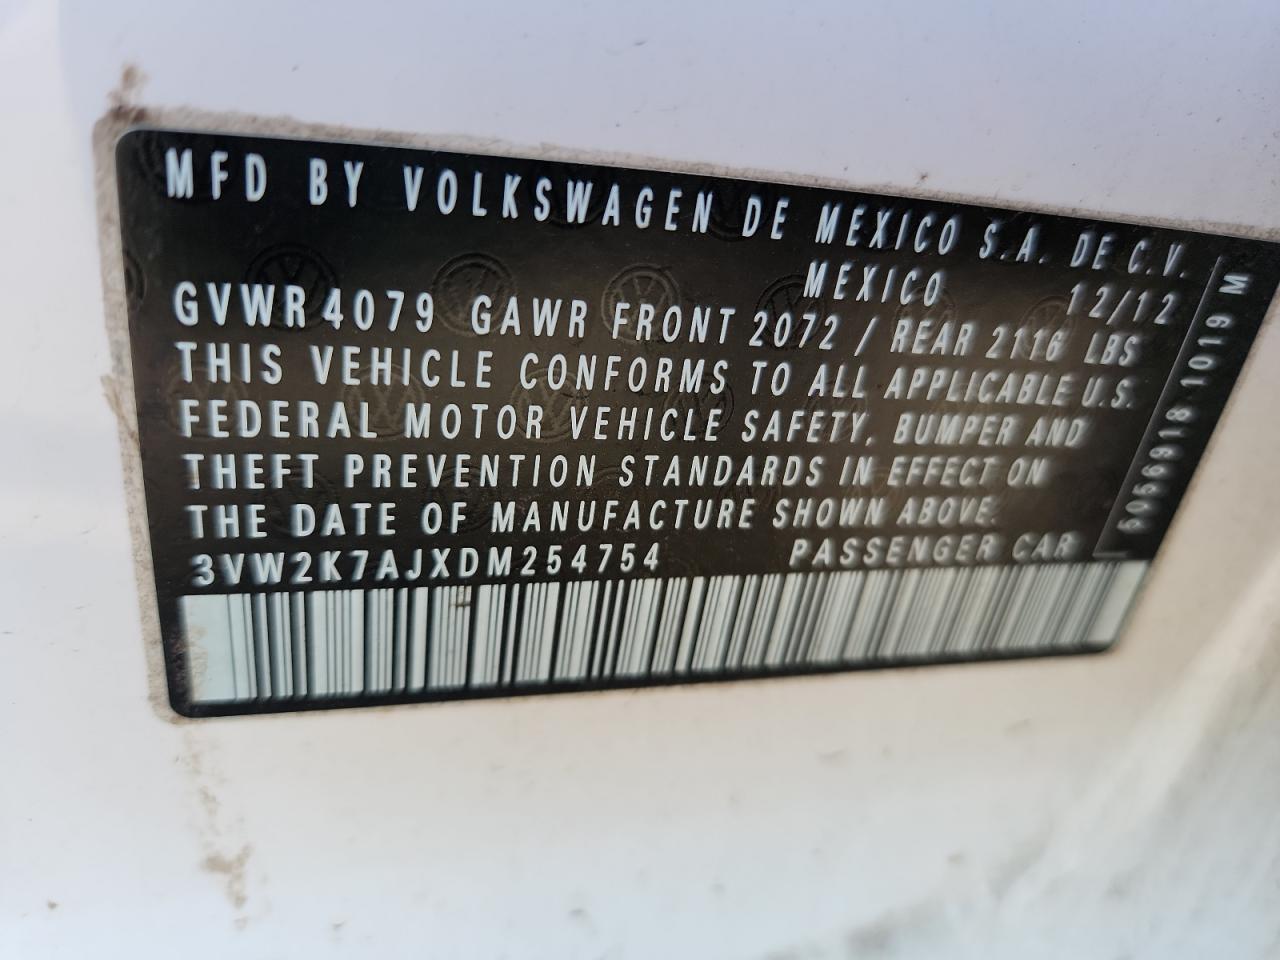 MFD BY VOLKSWAGEN DE MEXICO S.A. DE C.V.
MEXICO 12/12
GVWR 4079 GAWR FRONT 2072 / REAR 2116 LBS
THIS VEHICLE CONFORMS TO ALL APPLICABLE U.S.
FEDERAL MOTOR VEHICLE SAFETY, BUMPER AND
THEFT PREVENTION STANDARDS IN EFFECT ON
THE DATE OF MANUFACTURE SHOWN ABOVE.
3VW2K7AJXDM254754 PASSENGER CAR
1019 M